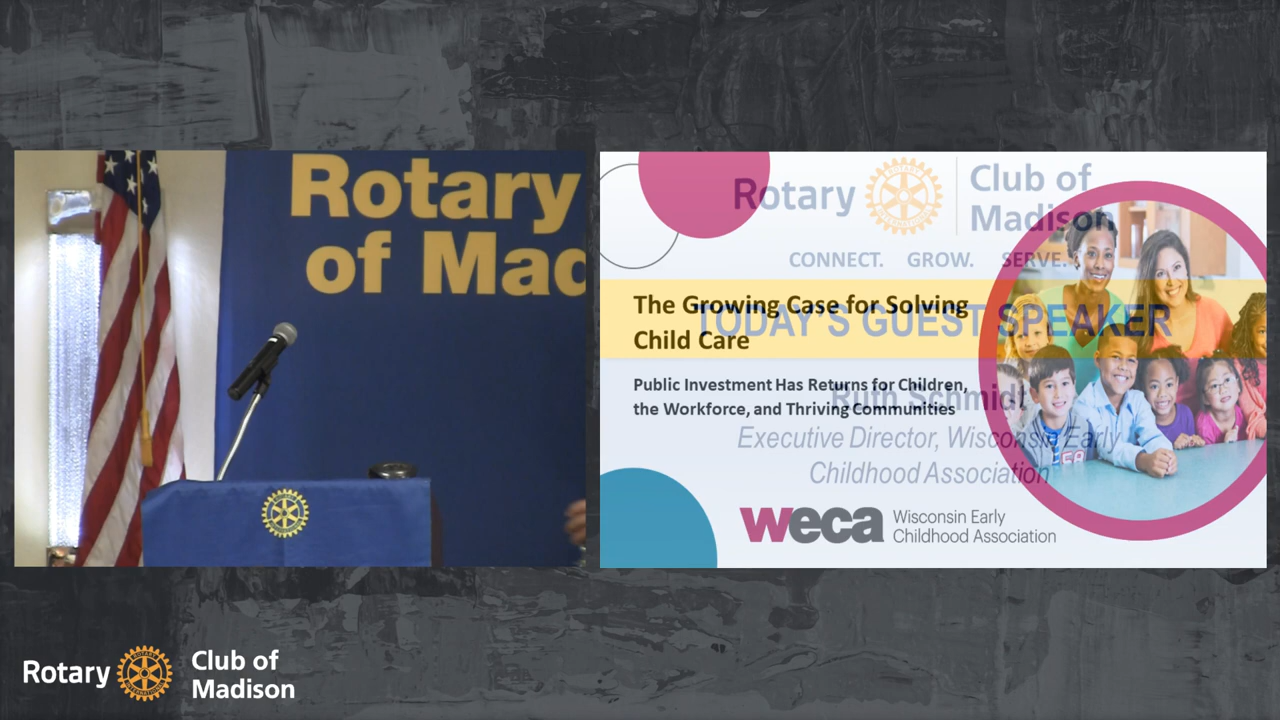 Rotary
of Mad
Rotary
Club of
Madison
CONNECT. GROW. SERVE.
The Growing Case for Solving
Child Care
TODAY'S GUEST SPEAKER
Public Investment Has Returns for Children,
the Workforce, and Thriving Communities
Ruth Schmidt
Executive Director, Wisconsin Early
Childhood Association
weca
Wisconsin Early
Childhood Association
Rotary
Club of
Madison